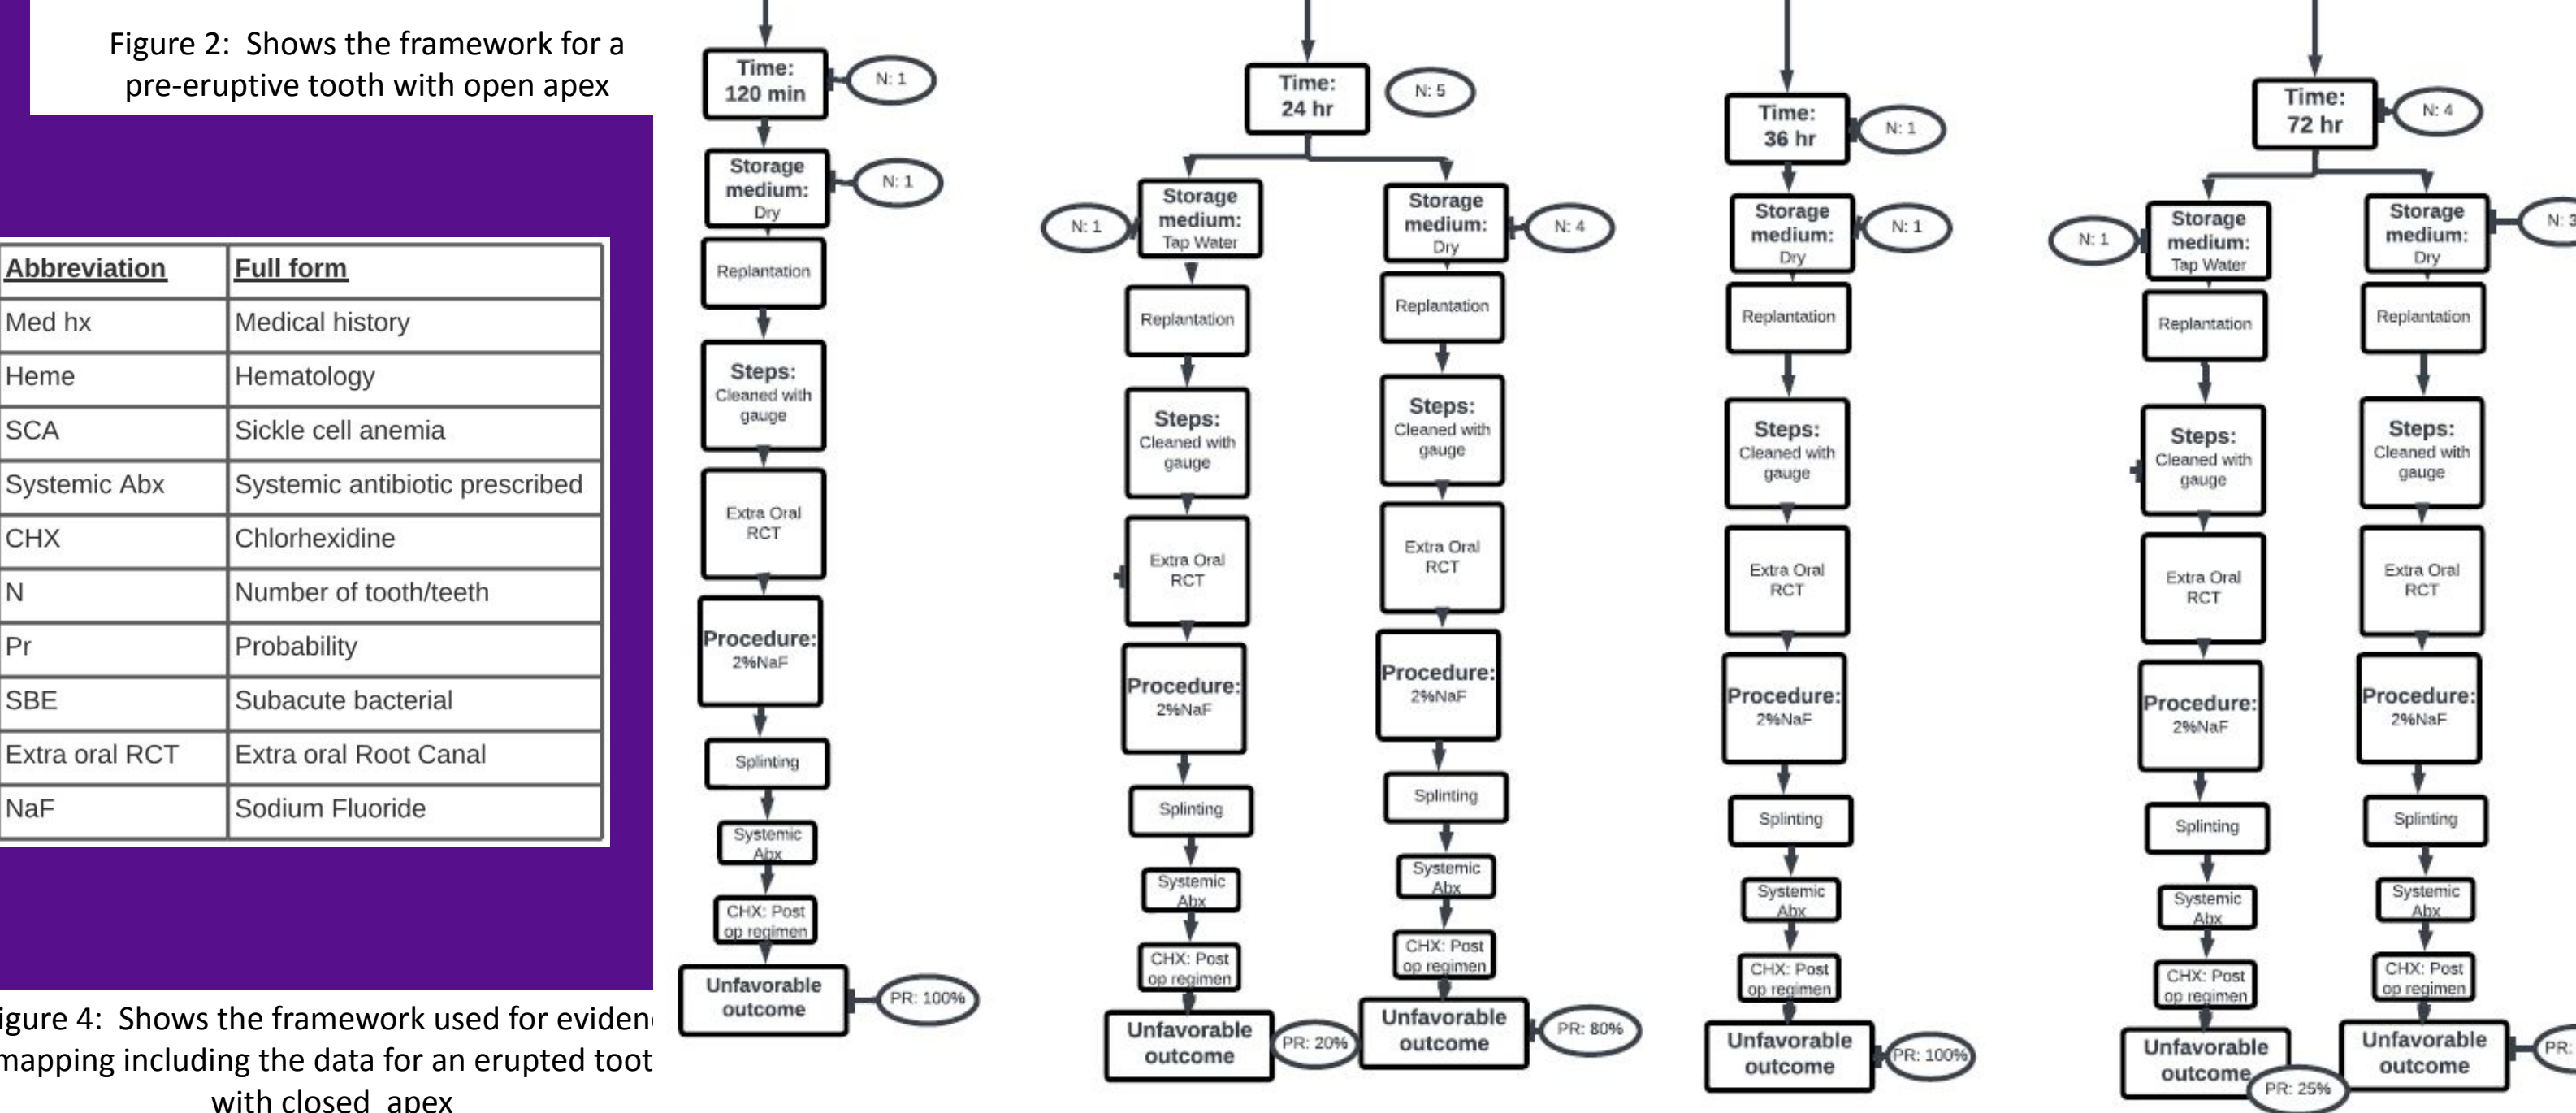 Figure 2: Shows the framework for a
pre-eruptive tooth with open apex
Abbreviation Full form
Med hx Medical history
Heme Hematology
SCA Sickle cell anemia
Systemic Abx Systemic antibiotic prescribed
CHX Chlorhexidine
N Number of tooth/teeth
Pr Probability
SBE Subacute bacterial
Extra oral RCT Extra oral Root Canal
NaF Sodium Fluoride
igure 4: Shows the framework used for eviden
mapping including the data for an erupted toot
with closed apex
Time:
120 min
N: 1
Storage
medium:
Dry
N: 1
Replantation
Steps:
Cleaned with
gauge
Extra Oral
RCT
Procedure:
2%NaF
Splinting
Systemic
Abx
CHX: Post
op regimen
Unfavorable
outcome
PR: 100%
Time:
24 hr
N: 5
N: 1
Storage
medium:
Tap Water
Replantation
Steps:
Cleaned with
gauge
Extra Oral
RCT
Procedure:
2%NaF
Splinting
Systemic
Abx
CHX: Post
op regimen
Unfavorable
outcome
PR: 20%
Storage
medium:
Dry
N: 4
Replantation
Steps:
Cleaned with
gauge
Extra Oral
RCT
Procedure:
2%NaF
Splinting
Systemic
Abx
CHX: Post
op regimen
Unfavorable
outcome
PR: 80%
Time:
36 hr
N: 1
Storage
medium:
Dry
N: 1
Replantation
Steps:
Cleaned with
gauge
Extra Oral
RCT
Procedure:
2%NaF
Splinting
Systemic
Abx
CHX: Post
op regimen
Unfavorable
outcome
PR: 100%
Time:
72 hr
N: 4
N: 1
Storage
medium:
Tap Water
Replantation
Steps:
Cleaned with
gauge
Extra Oral
RCT
Procedure:
2%NaF
Splinting
Systemic
Abx
CHX: Post
op regimen
Unfavorable
outcome
PR: 25%
Storage
medium:
Dry
N: 3
Replantation
Steps:
Cleaned with
gauge
Extra Oral
RCT
Procedure:
2%NaF
Splinting
Systemic
Abx
CHX: Post
op regimen
Unfavorable
outcome
PR: